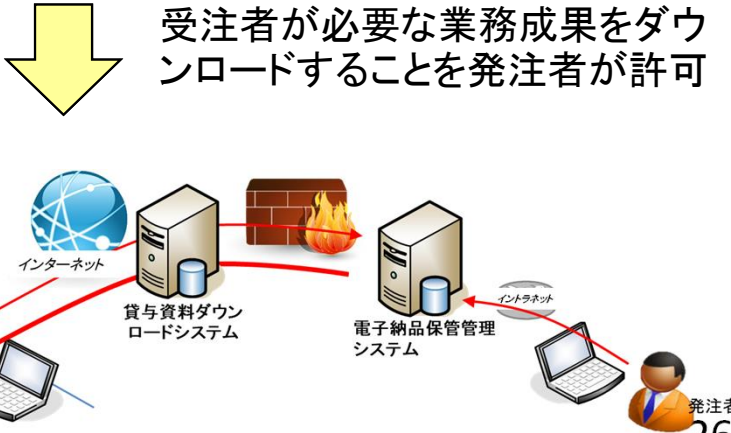 受注者が必要な業務成果をダウ
ンロードすることを発注者が許可
インターネット
貸与資料ダウン
ロードシステム
電子納品保管管理
システム
イントラネット
発注者
26